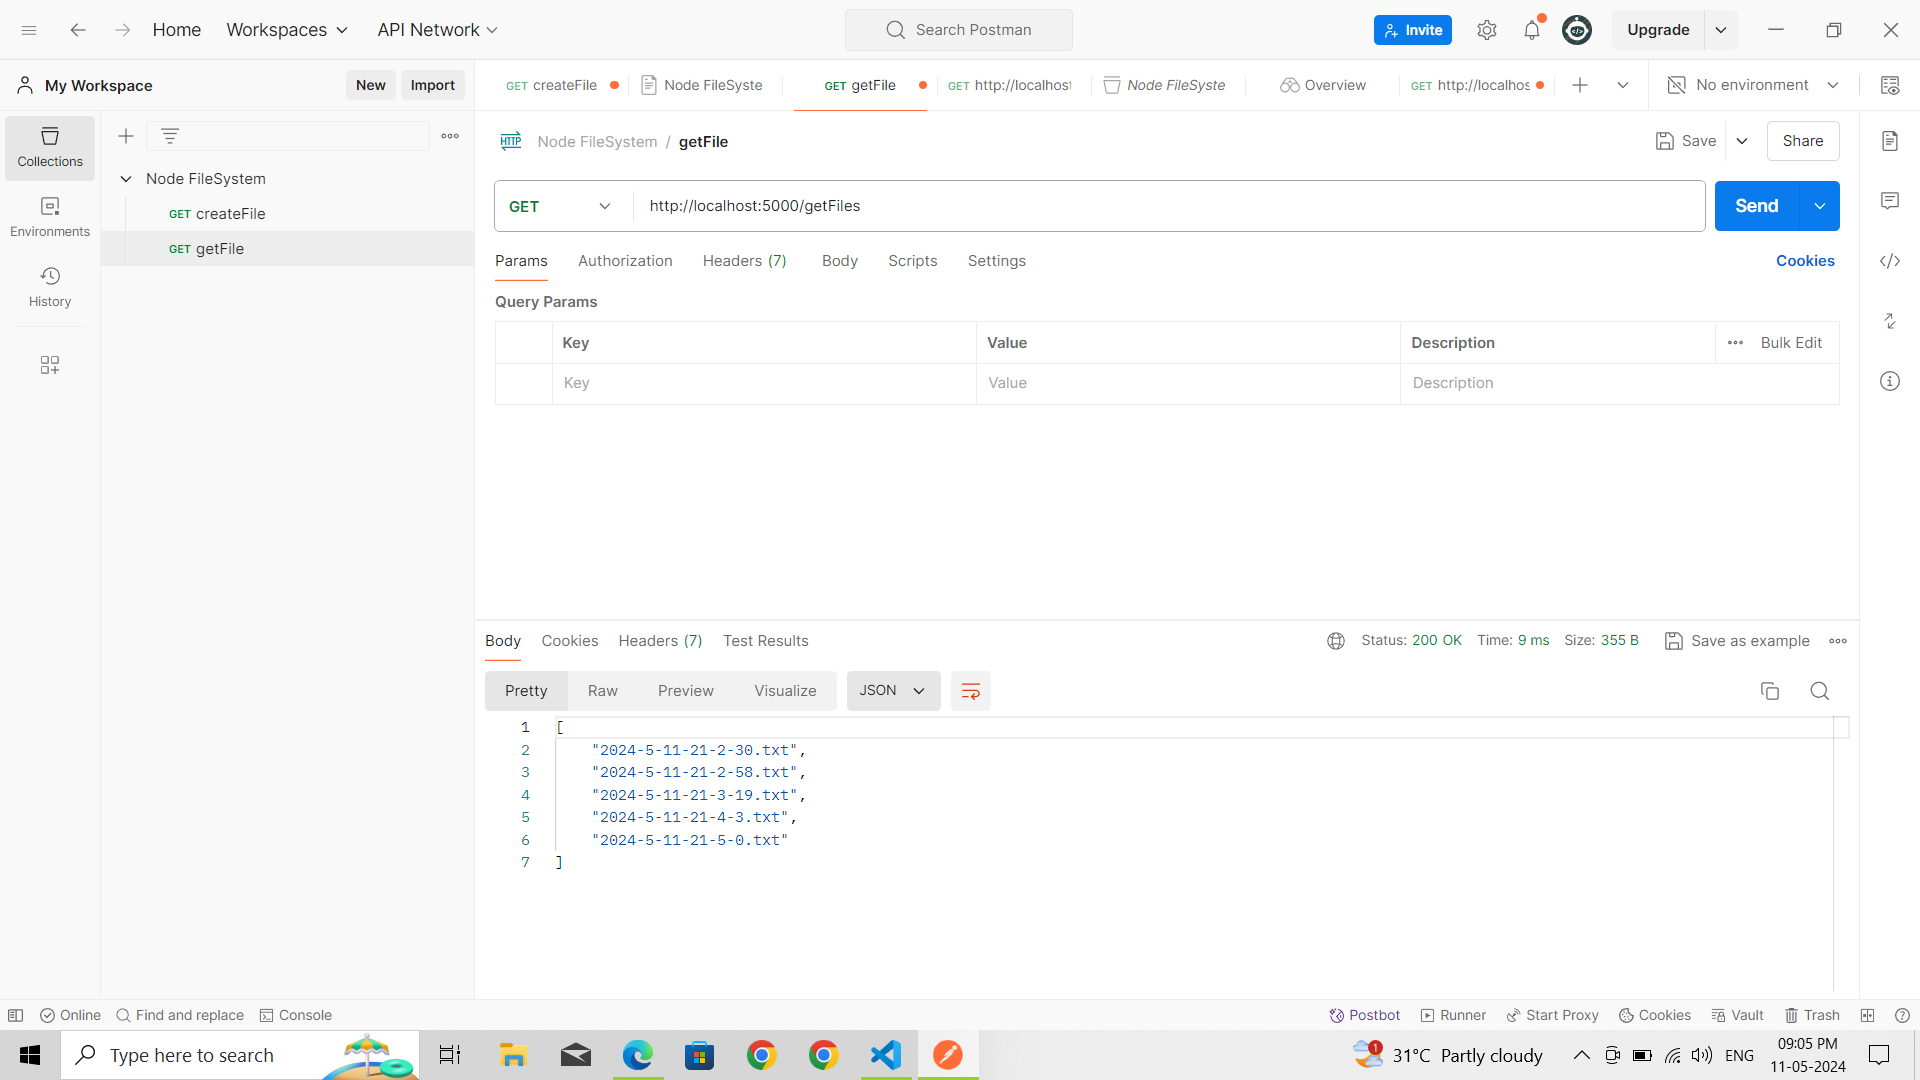 Home Workspaces API Network Search Postman Invite Upgrade
My Workspace New Import GET createFile Node FileSyste GET getFile GET http://localhost Node FileSyste Overview GET http://localhos No environment
Collections
Environments
History
Node FileSystem
GET createFile
GET getFile
HTTP Node FileSystem / getFile Save Share
GET http://localhost:5000/getFiles Send
Params Authorization Headers (7) Body Scripts Settings Cookies
Query Params
Key Value Description Bulk Edit
Key Value Description
Body Cookies Headers (7) Test Results Status: 200 OK Time: 9 ms Size: 355 B Save as example
Pretty Raw Preview Visualize JSON
1 [
2 "2024-5-11-21-2-30.txt",
3 "2024-5-11-21-2-58.txt",
4 "2024-5-11-21-3-19.txt",
5 "2024-5-11-21-4-3.txt",
6 "2024-5-11-21-5-0.txt"
7 ]
Online Find and replace Console Postbot Runner Start Proxy Cookies Vault Trash
Type here to search 1 31°C Partly cloudy ENG 09:05 PM
11-05-2024